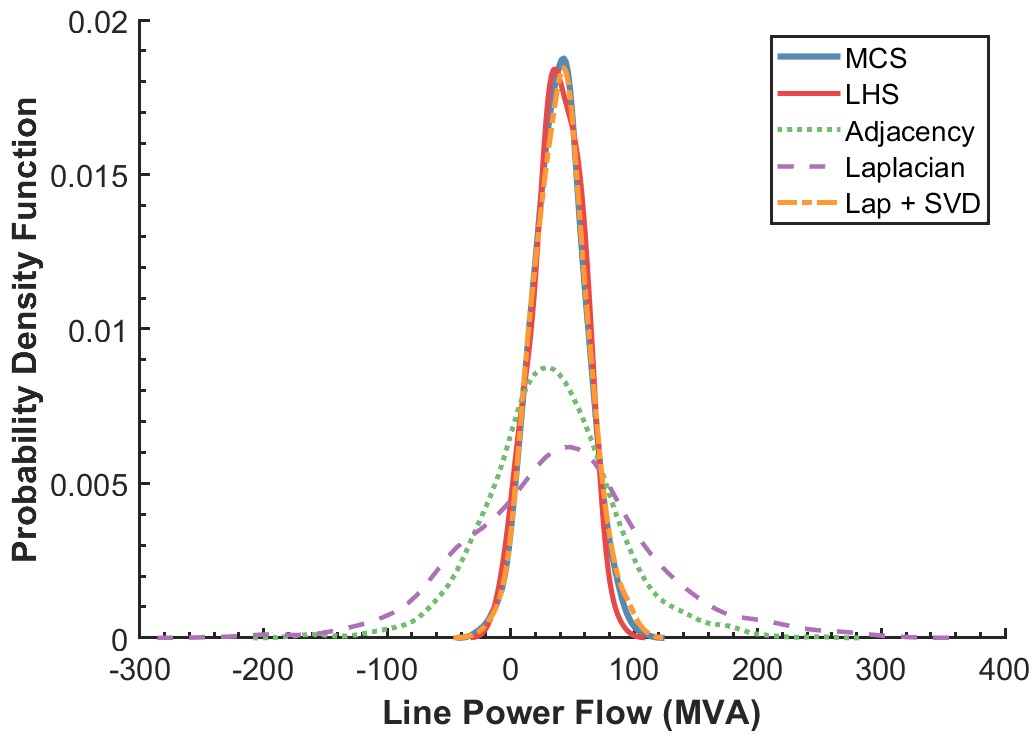 0.02
0.015
0.01
0.005
0
Probability Density Function
-300 -200 -100 0 100 200 300 400
Line Power Flow (MVA)
MCS
LHS
Adjacency
Laplacian
Lap + SVD